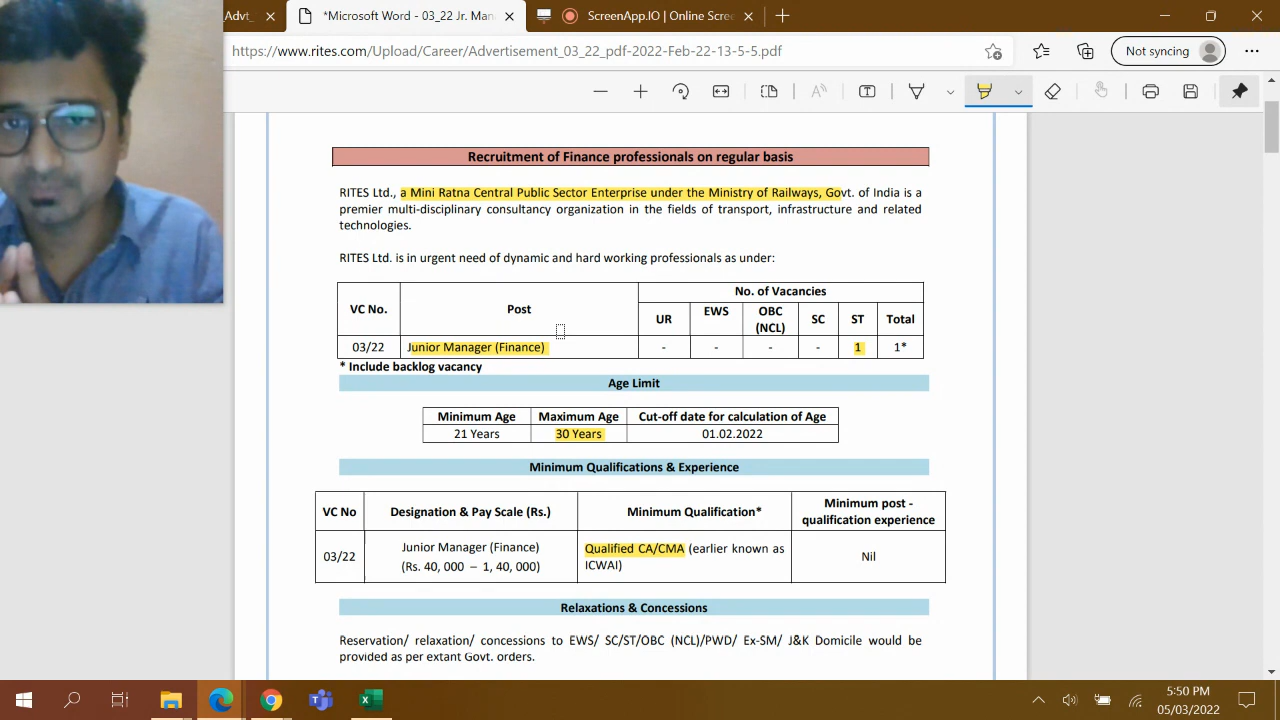 Advt_
*Microsoft Word - 03_22 Jr. Man
ScreenApp.IO | Online Scree
https://www.rites.com/Upload/Career/Advertisement_03_22_pdf-2022-Feb-22-13-5-5.pdf
Not syncing
Recruitment of Finance professionals on regular basis
RITES Ltd., a Mini Ratna Central Public Sector Enterprise under the Ministry of Railways, Govt. of India is a
premier multi-disciplinary consultancy organization in the fields of transport, infrastructure and related
technologies.
RITES Ltd. is in urgent need of dynamic and hard working professionals as under:
VC No. Post No. of Vacancies
UR EWS OBC (NCL) SC ST Total
03/22 Junior Manager (Finance) - - - - 1 1*
* Include backlog vacancy
Age Limit
Minimum Age Maximum Age Cut-off date for calculation of Age
21 Years 30 Years 01.02.2022
Minimum Qualifications & Experience
VC No Designation & Pay Scale (Rs.) Minimum Qualification* Minimum post - qualification experience
03/22 Junior Manager (Finance) Qualified CA/CMA (earlier known as Nil
(Rs. 40, 000 – 1, 40, 000) ICWAI)
Relaxations & Concessions
Reservation/ relaxation/ concessions to EWS/ SC/ST/OBC (NCL)/PWD/ Ex-SM/ J&K Domicile would be
provided as per extant Govt. orders.
5:50 PM
05/03/2022